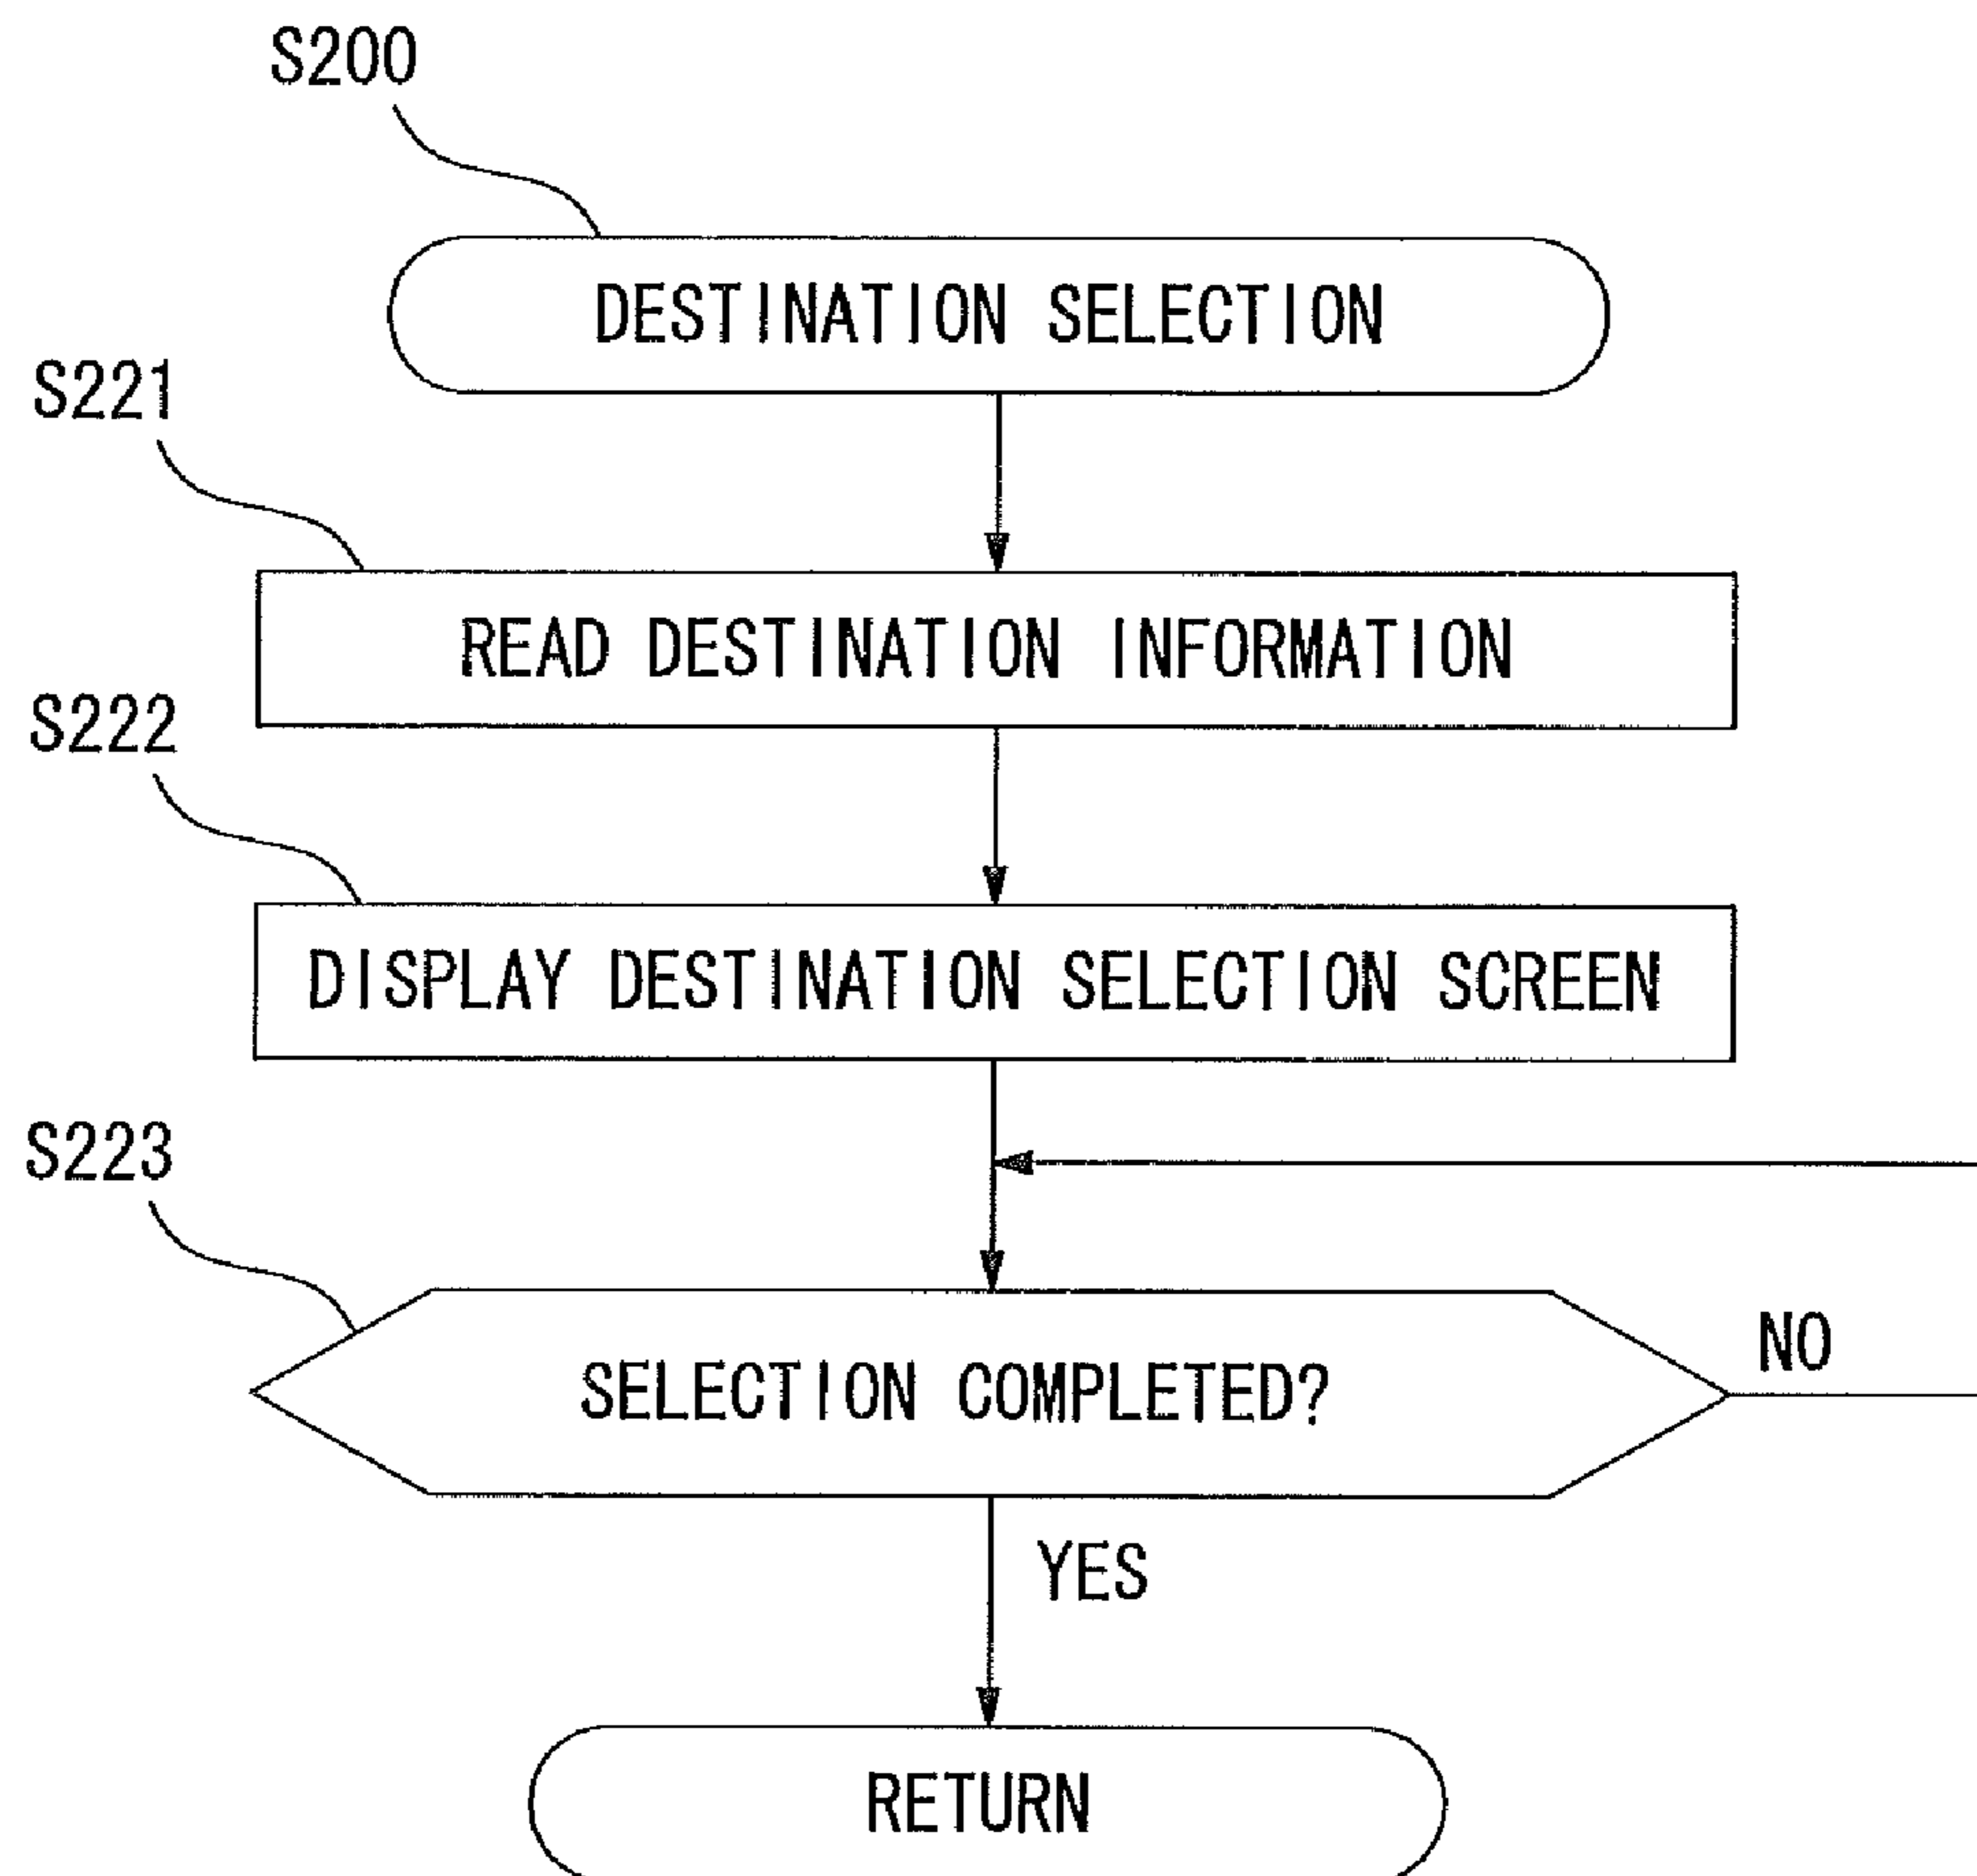 S200
DESTINATION SELECTION
S221
READ DESTINATION INFORMATION
S222
DISPLAY DESTINATION SELECTION SCREEN
S223
SELECTION COMPLETED?
NO
YES
RETURN